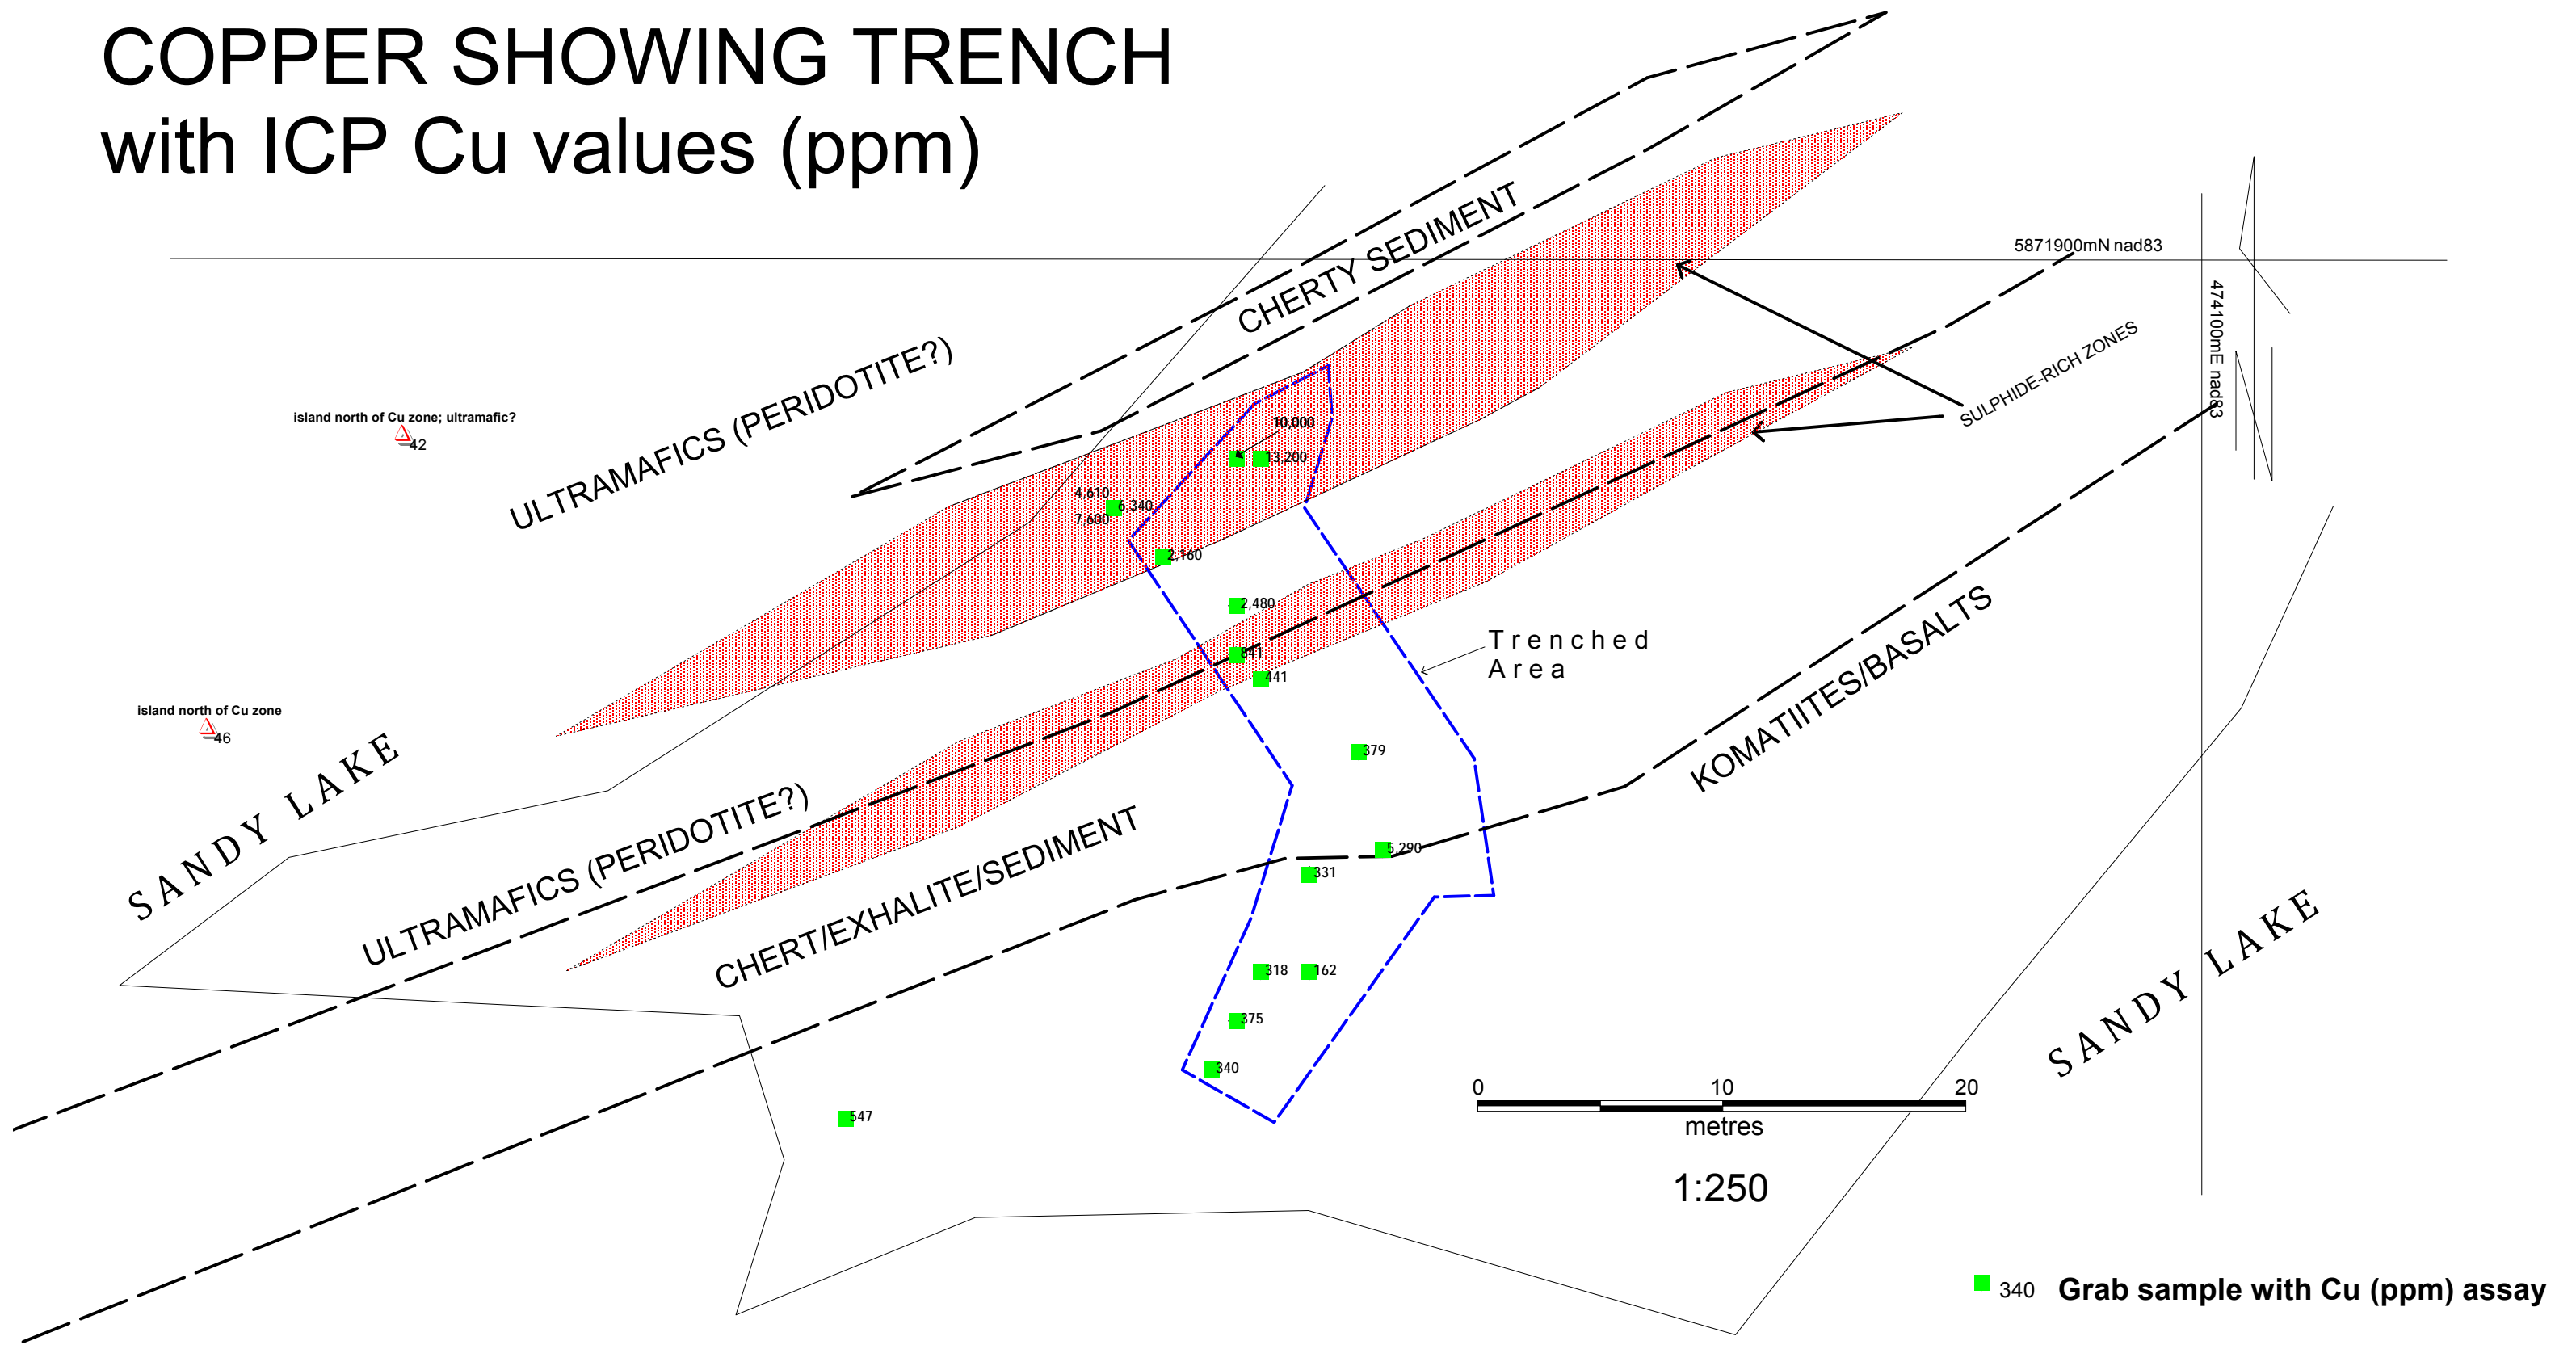 COPPER SHOWING TRENCH
with ICP Cu values (ppm)
CHERTY SEDIMENT
5871900mN nad83
474100mE nad83
ULTRAMAFICS (PERIDOTITE?)
SULPHIDE-RICH ZONES
island north of Cu zone; ultramafic?
42
10,000
13,200
4,610
6,340
7,600
2,160
2,480
841
441
Trenched
Area
KOMATIITES/BASALTS
island north of Cu zone
46
SANDY LAKE
379
ULTRAMAFICS (PERIDOTITE?)
CHERT/EXHALITE/SEDIMENT
5,290
331
SANDY LAKE
318
162
375
340
547
0 10 20
metres
1:250
340 Grab sample with Cu (ppm) assay